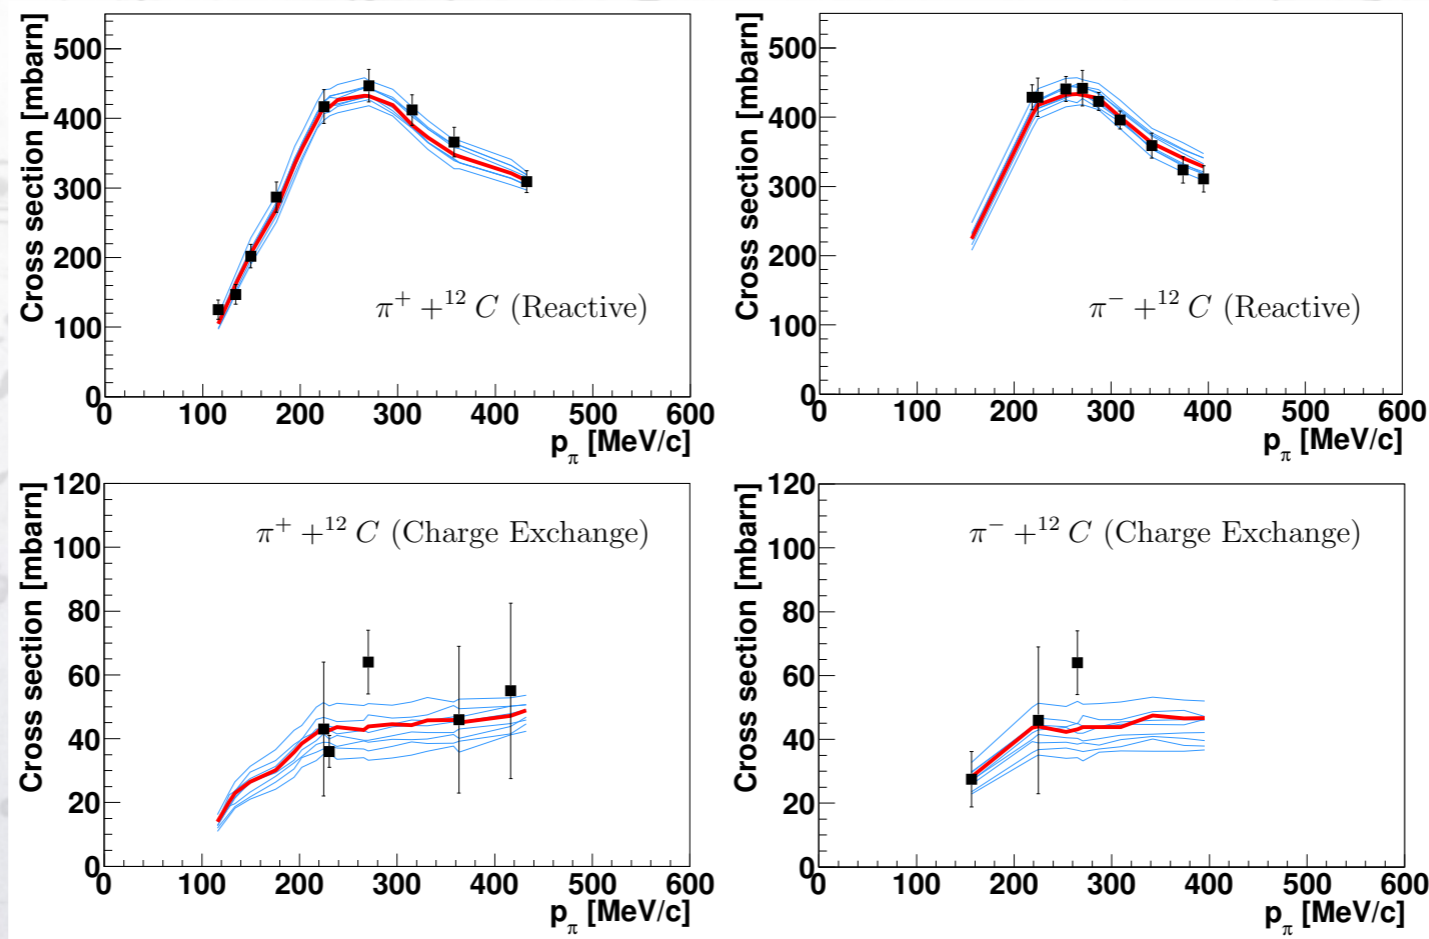 Cross section [mbarn]
500
400
300
200
100
0
π⁺ +¹² C (Reactive)
0 100 200 300 400 500 600
p_π [MeV/c]
Cross section [mbarn]
500
400
300
200
100
0
π⁻ +¹² C (Reactive)
0 100 200 300 400 500 600
p_π [MeV/c]
Cross section [mbarn]
120
100
80
60
40
20
0
π⁺ +¹² C (Charge Exchange)
0 100 200 300 400 500 600
p_π [MeV/c]
Cross section [mbarn]
120
100
80
60
40
20
0
π⁻ +¹² C (Charge Exchange)
0 100 200 300 400 500 600
p_π [MeV/c]